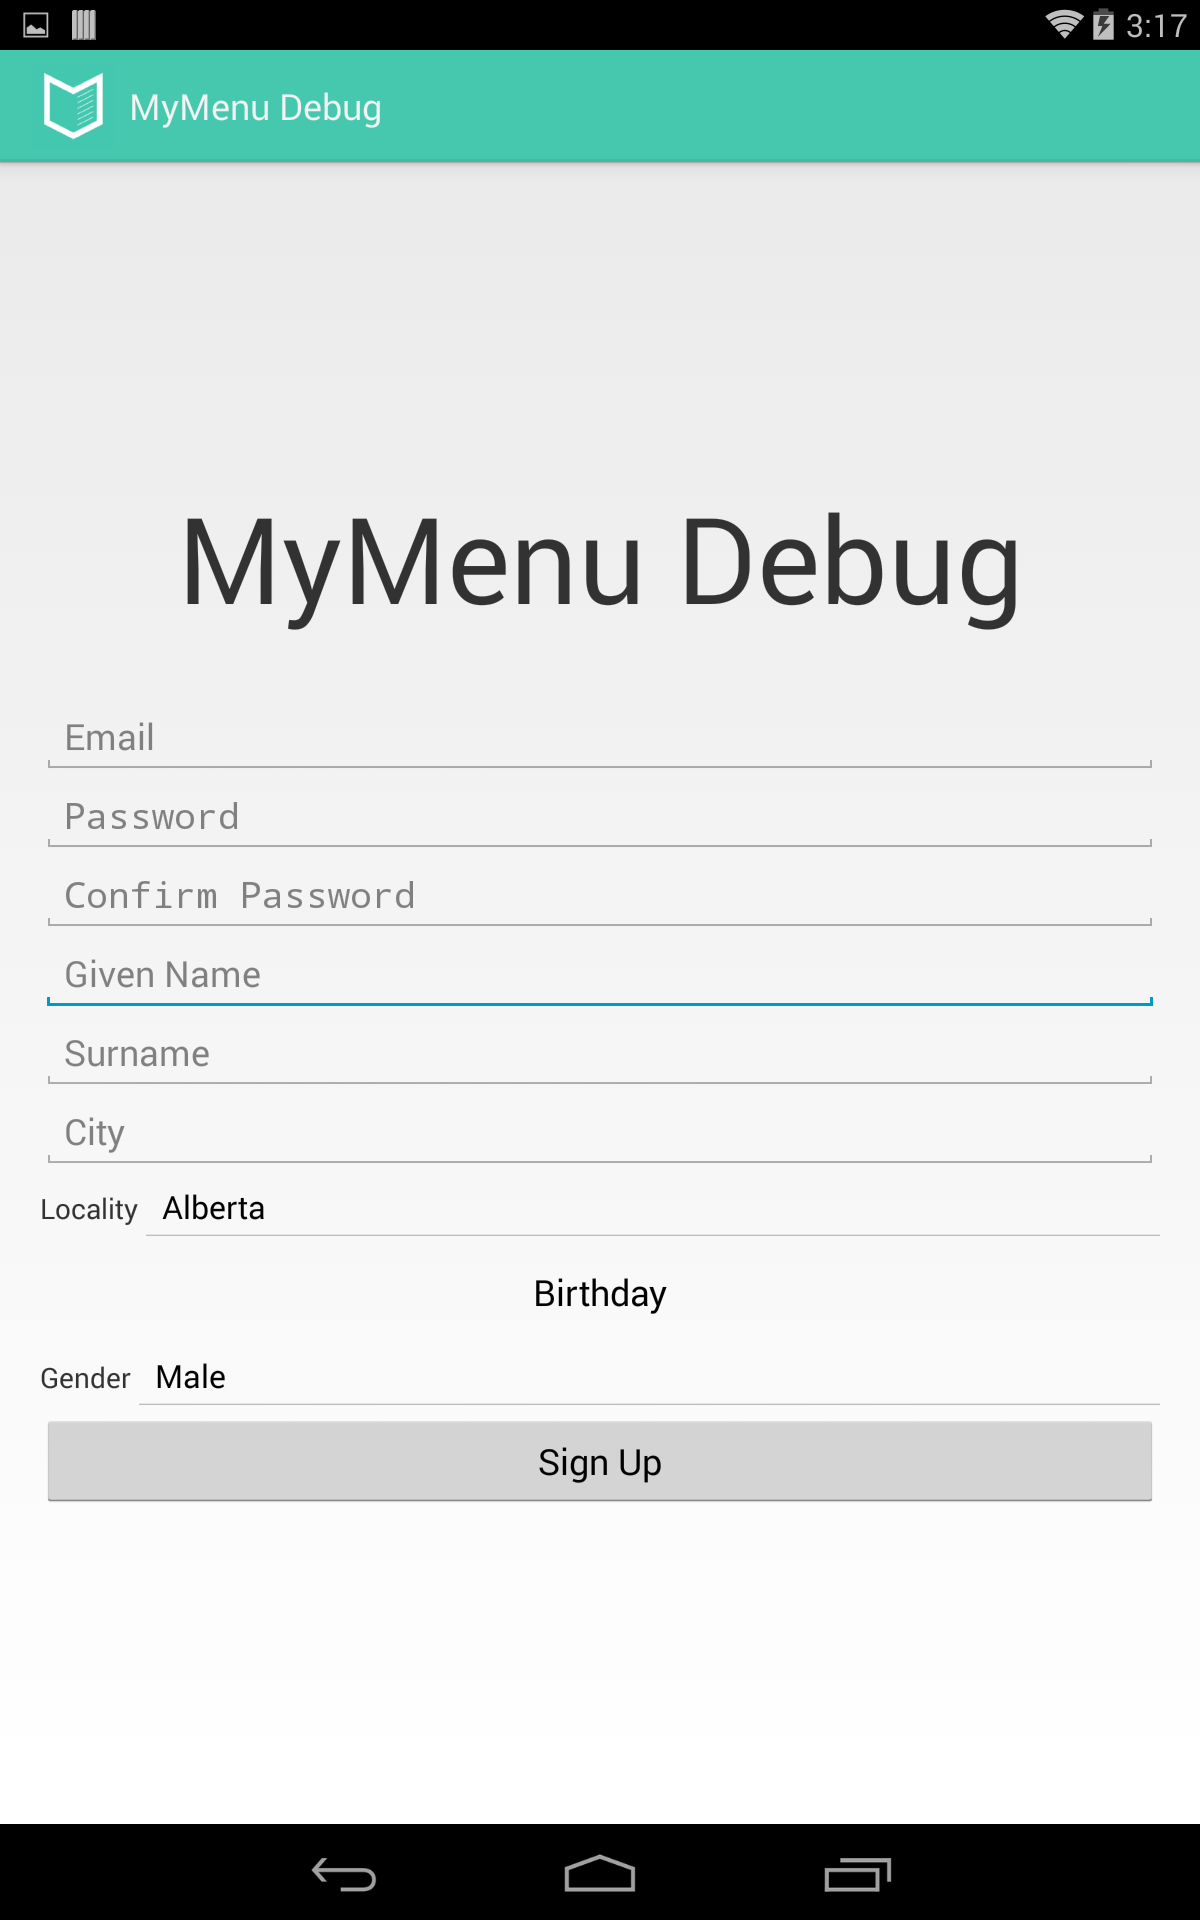 3:17
MyMenu Debug
MyMenu Debug
Email
Password
Confirm Password
Given Name
Surname
City
Locality Alberta
Birthday
Gender Male
Sign Up